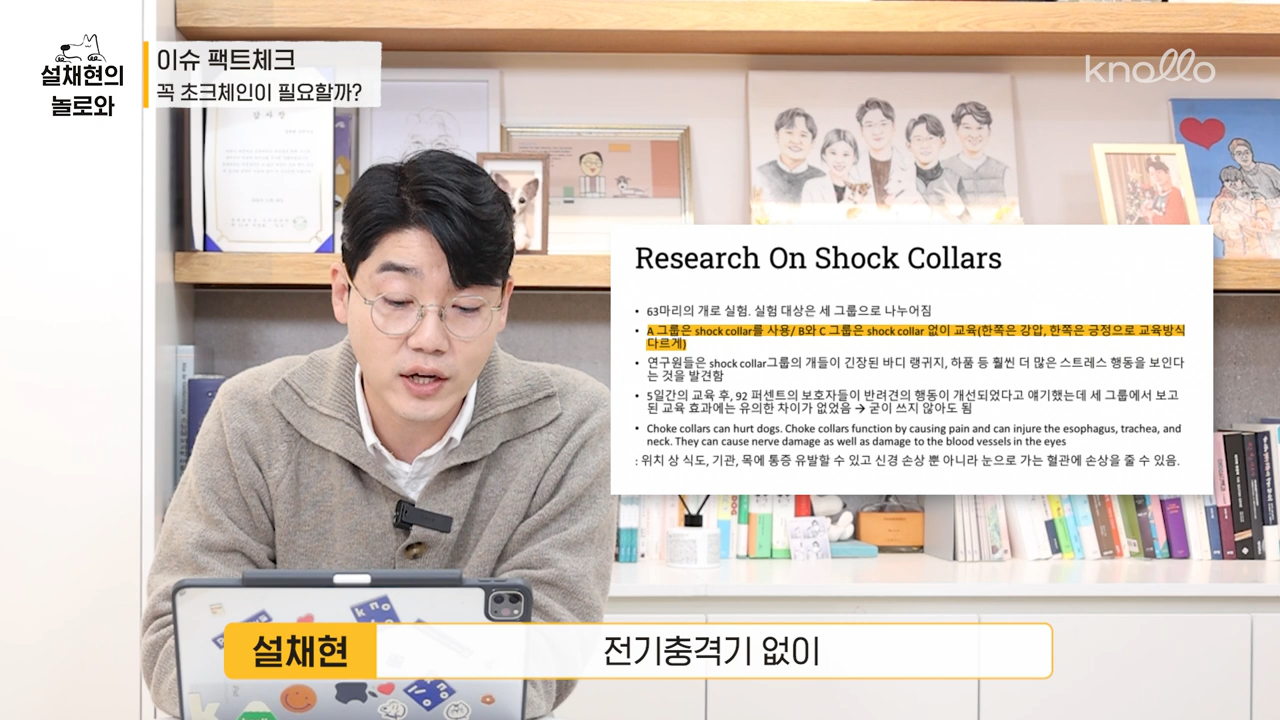 설채현의
놀로와
이슈 팩트체크
꼭 초크체인이 필요할까?
knollo
감사장
Research On Shock Collars
• 63마리의 개로 실험. 실험 대상은 세 그룹으로 나누어짐
• A 그룹은 shock collar를 사용/ B와 C 그룹은 shock collar 없이 교육(한쪽은 강압, 한쪽은 긍정으로 교육방식
다르게)
• 연구원들은 shock collar그룹의 개들이 긴장된 바디 랭귀지, 하품 등 훨씬 더 많은 스트레스 행동을 보인다
는 것을 발견함
• 5일간의 교육 후, 92 퍼센트의 보호자들이 반려견의 행동이 개선되었다고 얘기했는데 세 그룹에서 보고
된 교육 효과에는 유의한 차이가 없었음 → 굳이 쓰지 않아도 됨
• Choke collars can hurt dogs. Choke collars function by causing pain and can injure the esophagus, trachea, and
neck. They can cause nerve damage as well as damage to the blood vessels in the eyes
: 위치 상 식도, 기관, 목에 통증 유발할 수 있고 신경 손상 뿐 아니라 눈으로 가는 혈관에 손상을 줄 수 있음.
설채현
전기충격기 없이